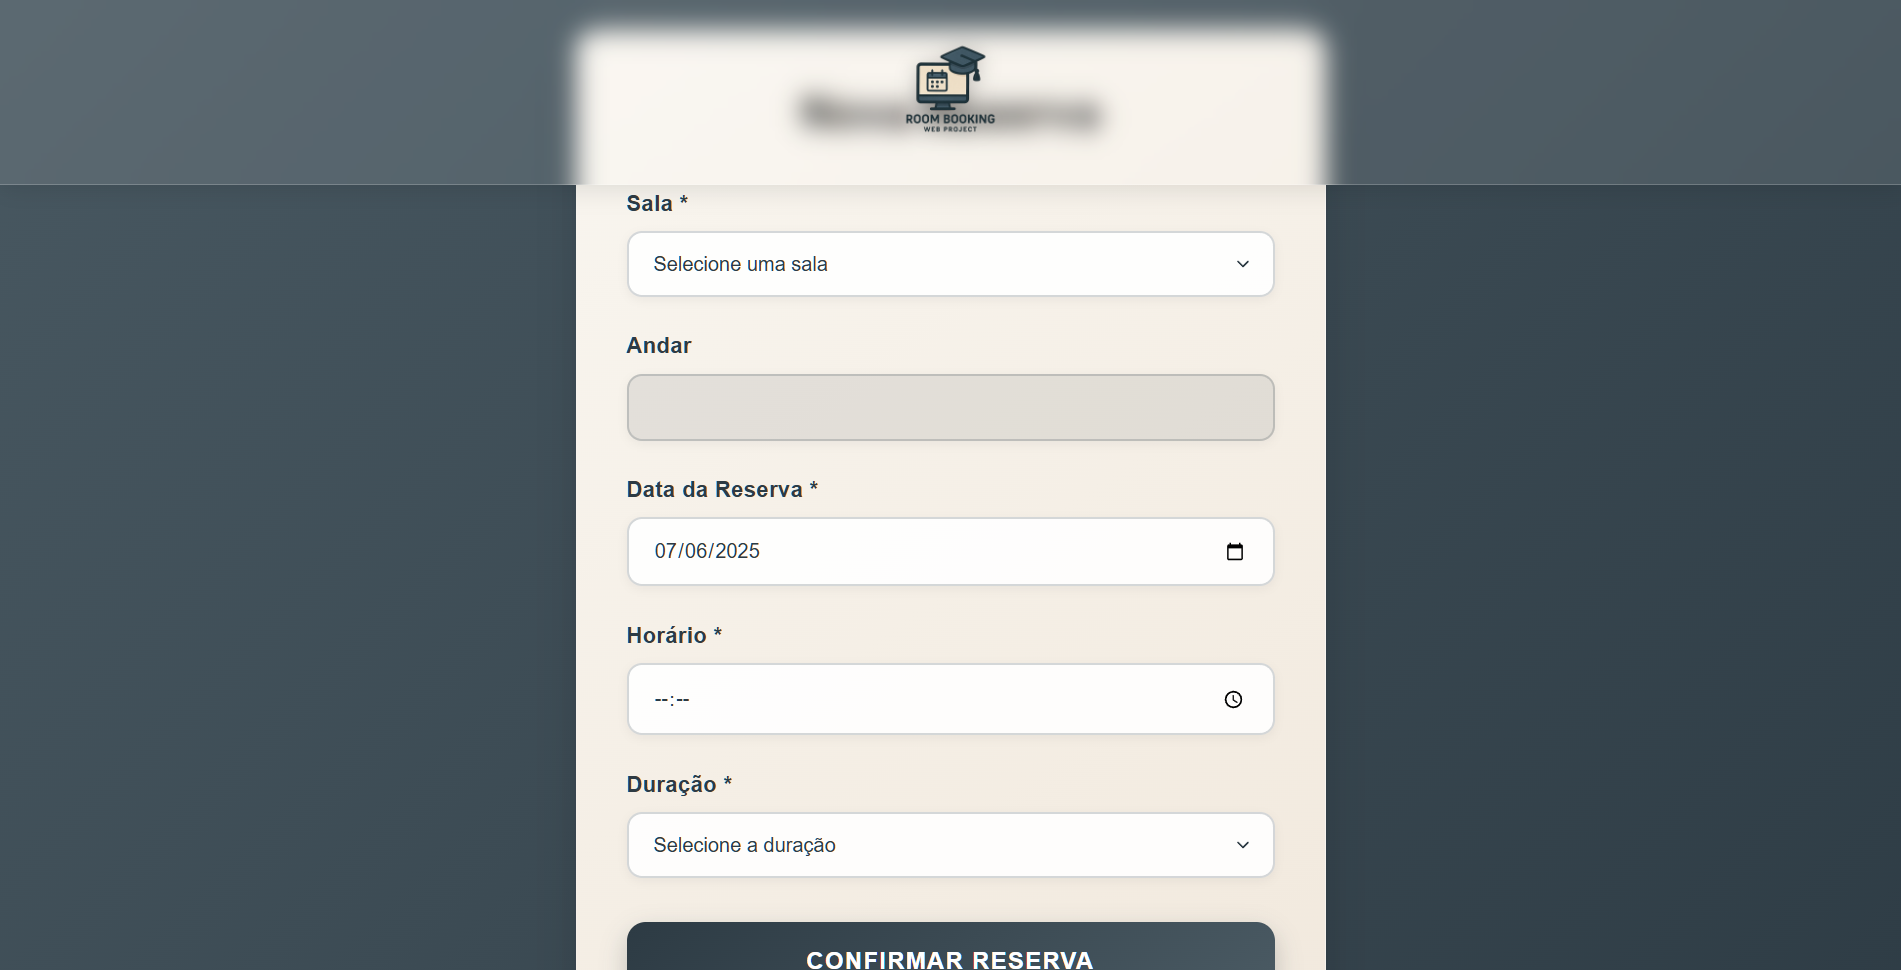 ROOM BOOKING
WEB PROJECT
Sala *
Selecione uma sala
Andar
Data da Reserva *
07/06/2025
Horário *
--:--
Duração *
Selecione a duração
CONFIRMAR RESERVA